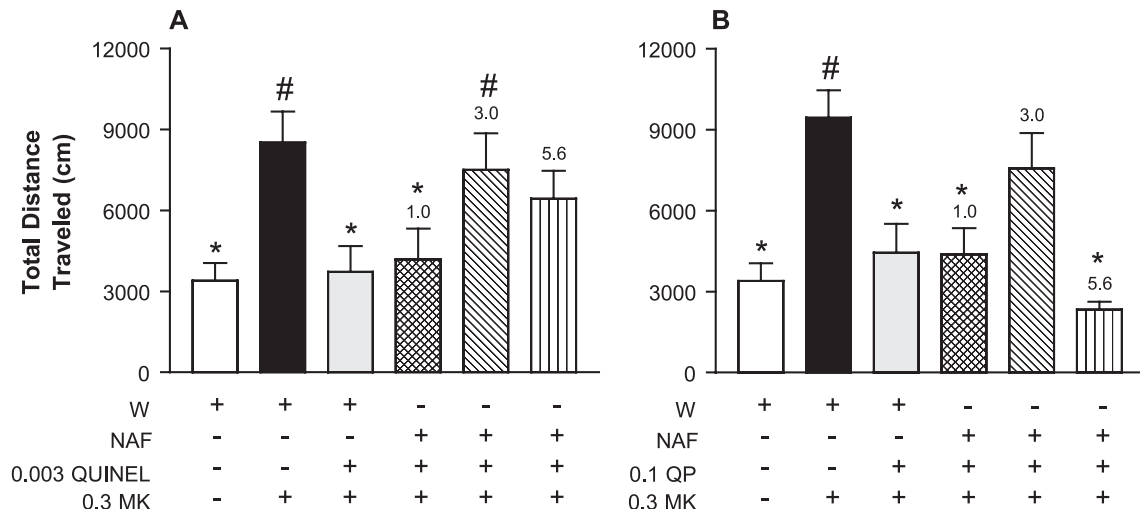 A
B
12000
9000
6000
3000
0
Total Distance
Traveled (cm)
*
#
*
*
1.0
#
3.0
5.6
12000
9000
6000
3000
0
*
#
*
*
1.0
3.0
*
5.6
W + + + - - -
NAF - - - + + +
0.003 QUINEL - - + + + +
0.3 MK - + + + + +
W + + + - - -
NAF - - - + + +
0.1 QP - - + + + +
0.3 MK - + + + + +